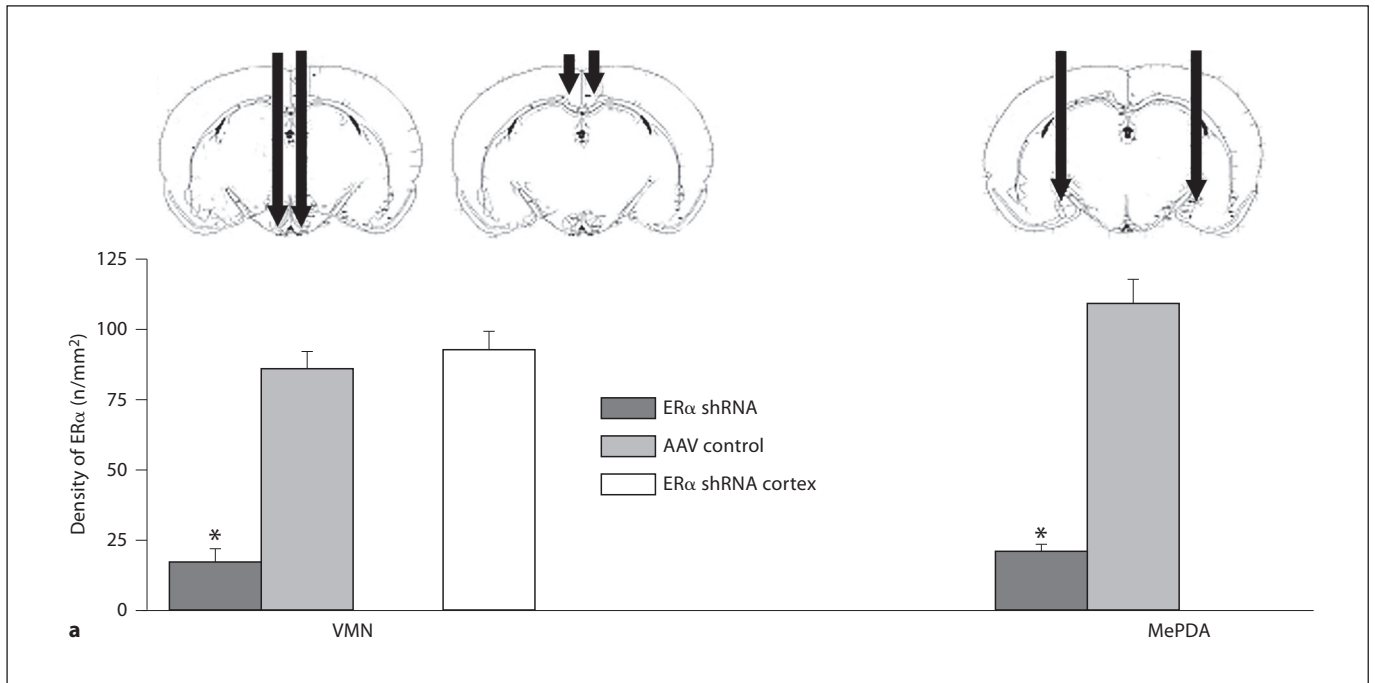 125
100
75
50
25
0
Density of ERα (n/mm²)
*
*
ERα shRNA
AAV control
ERα shRNA cortex
a
VMN
MePDA